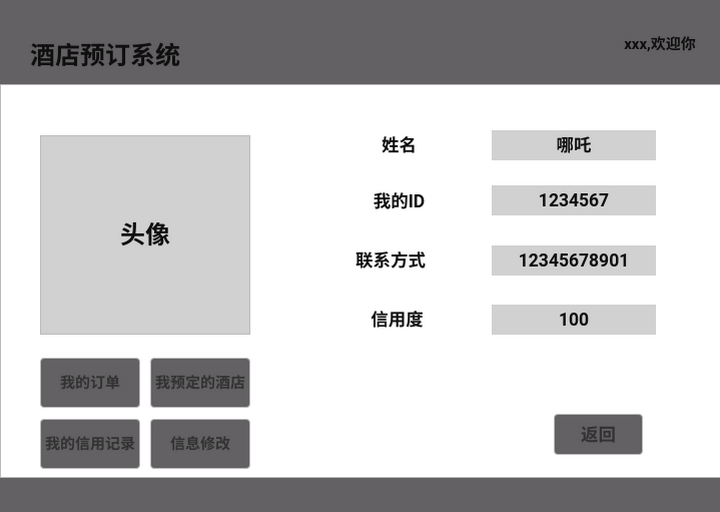 酒店预订系统
xxx,欢迎你
头像
姓名 哪吒
我的ID 1234567
联系方式 12345678901
信用度 100
我的订单 我预定的酒店
我的信用记录 信息修改
返回